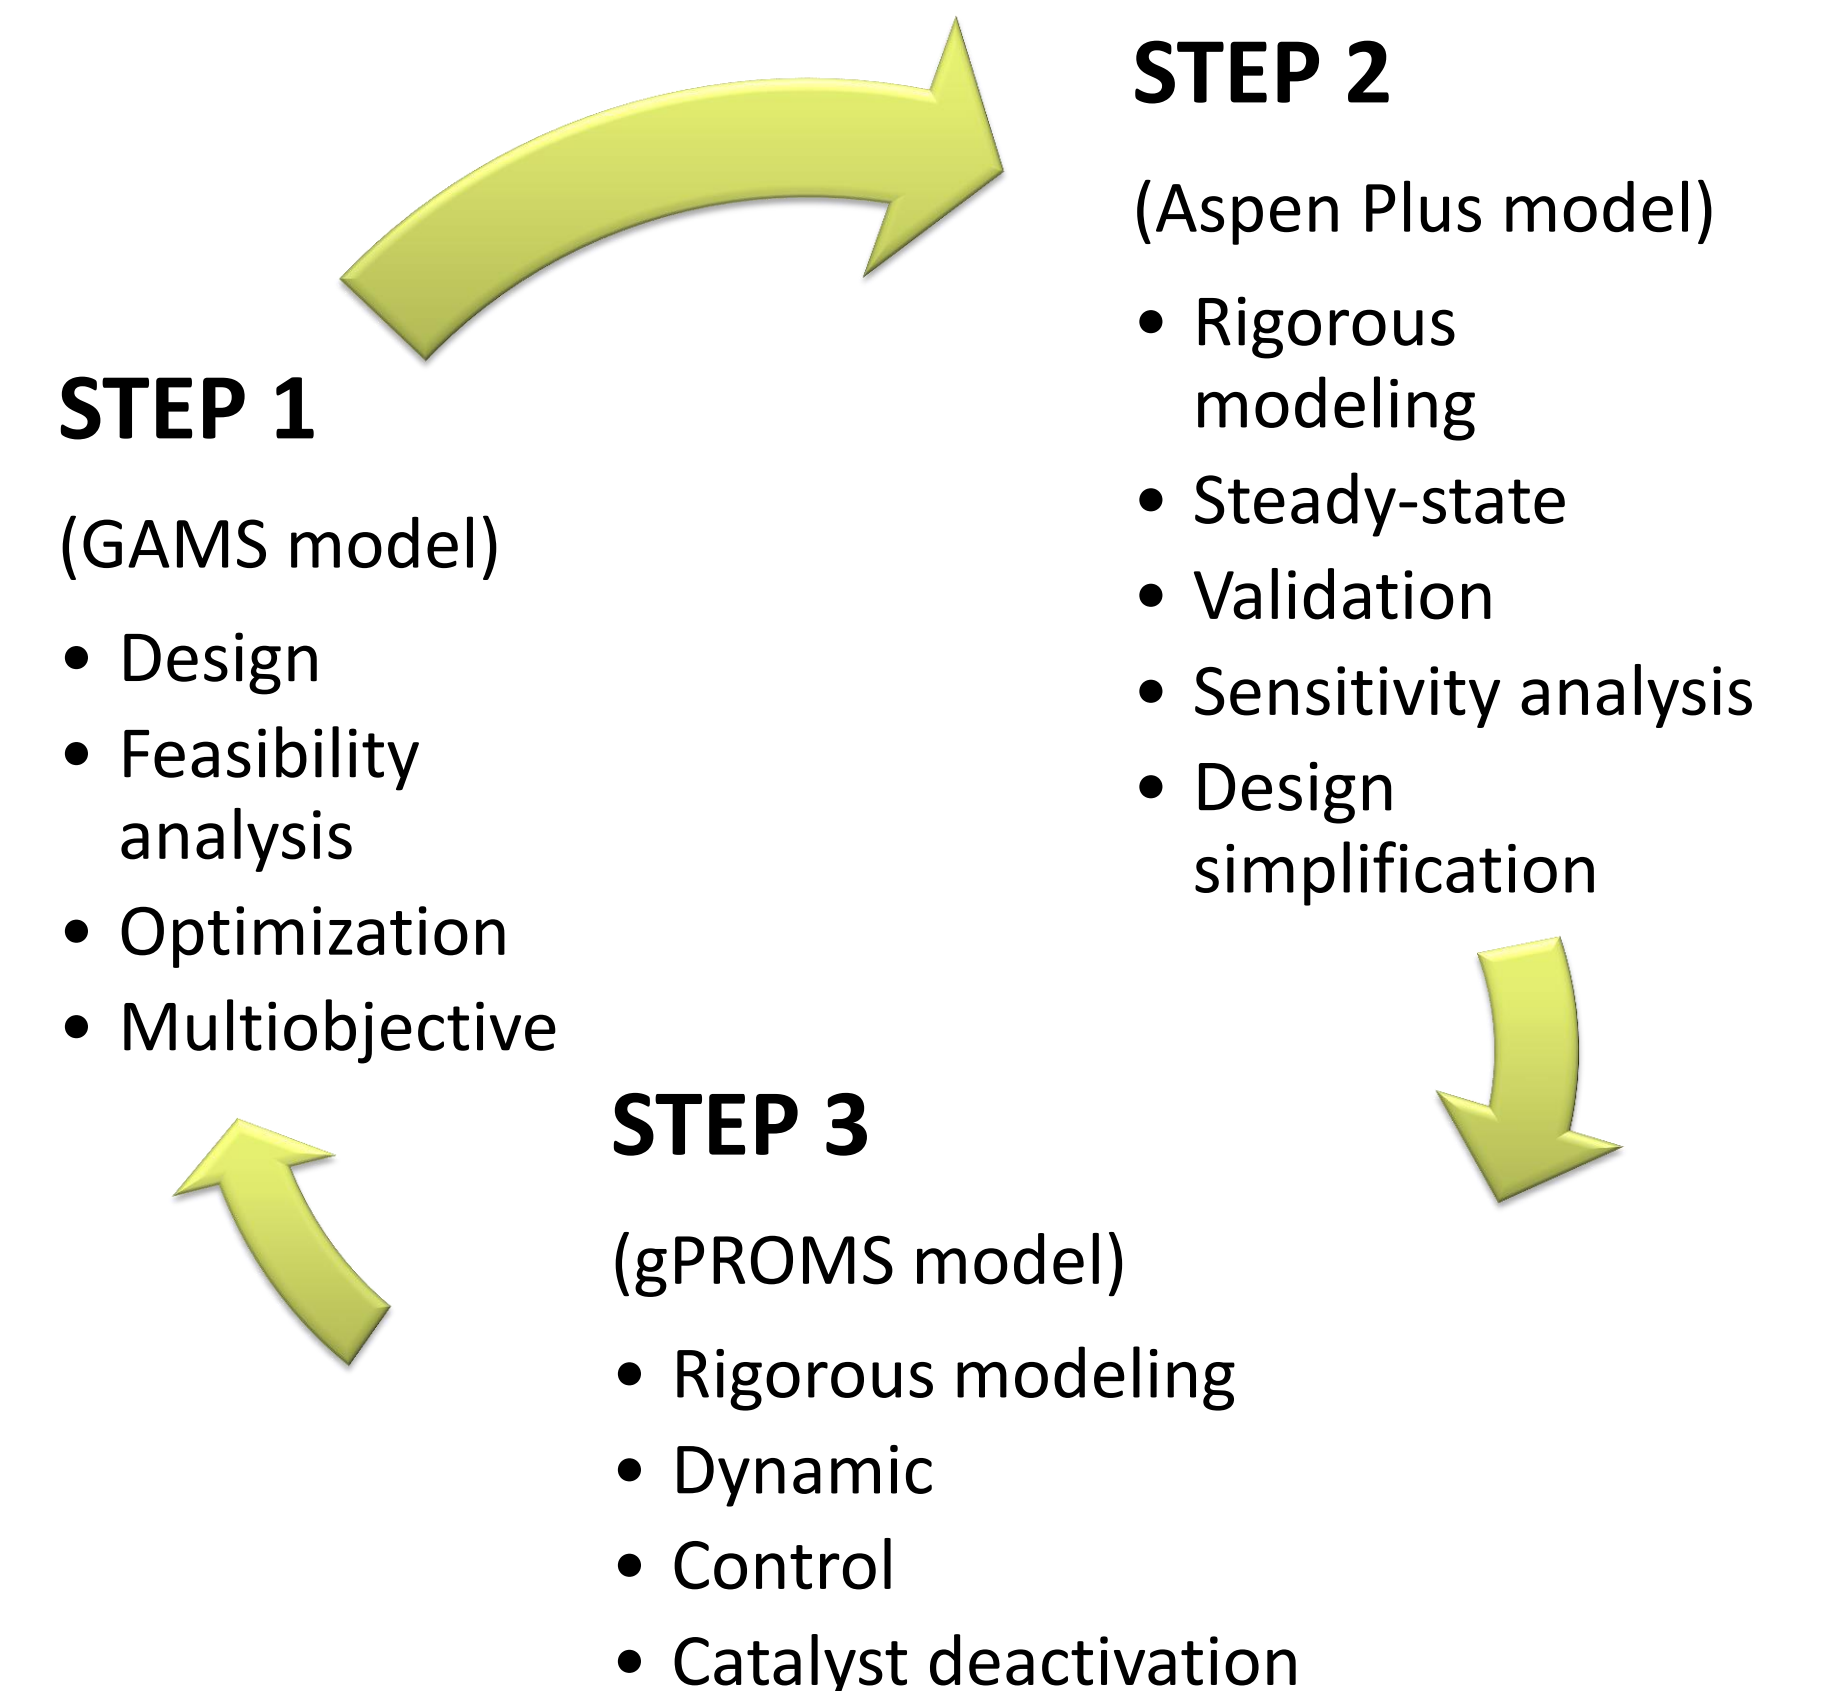 STEP 1
(GAMS model)
• Design
• Feasibility
analysis
• Optimization
• Multiobjective
STEP 2
(Aspen Plus model)
• Rigorous
modeling
• Steady-state
• Validation
• Sensitivity analysis
• Design
simplification
STEP 3
(gPROMS model)
• Rigorous modeling
• Dynamic
• Control
• Catalyst deactivation